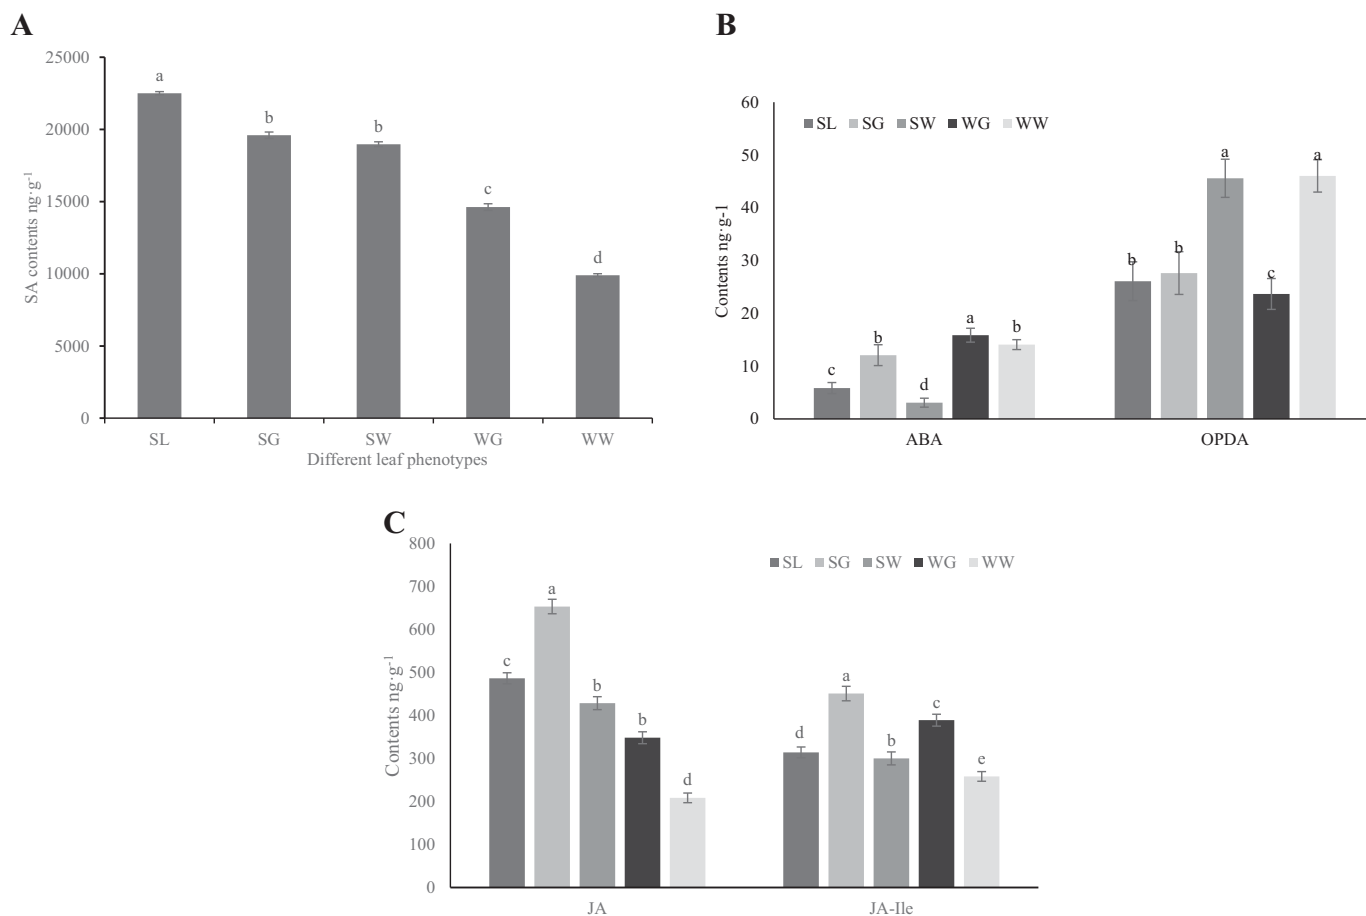 A
25000
20000
15000
10000
5000
0
SA contents ng·g-1
a
b
b
c
d
SL SG SW WG WW
Different leaf phenotypes
B
60
50
40
30
20
10
0
Contents ng·g-1
SL SG SW WG WW
c
b
d
a
b
b
b
a
c
a
ABA OPDA
C
800
700
600
500
400
300
200
100
0
Contents ng·g-1
SL SG SW WG WW
c
a
b
b
d
d
a
b
c
e
JA JA-Ile